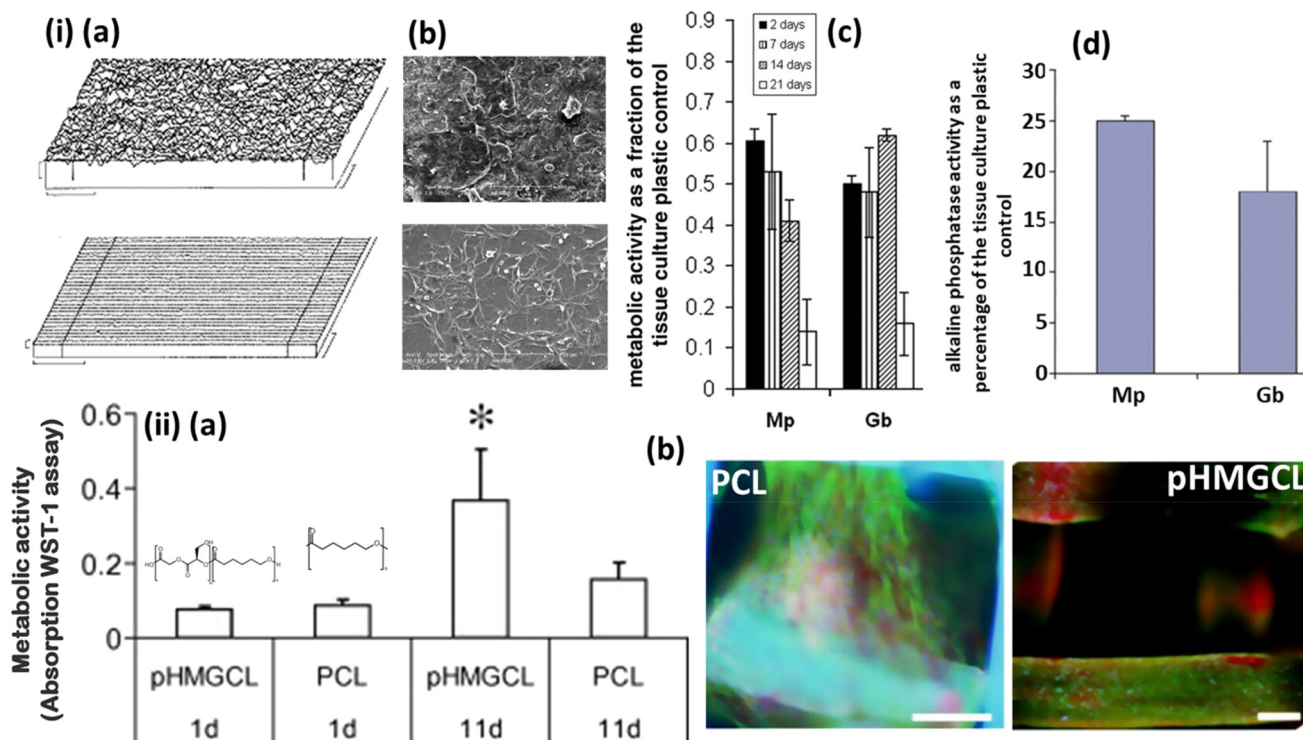 (i) (a)
(b)
metabolic activity as a fraction of the
tissue culture plastic control
0.9
0.8
0.7
0.6
0.5
0.4
0.3
0.2
0.1
0
2 days
7 days
14 days
21 days
(c)
Mp
Gb
(d)
alkaline phosphatase activity as a
percentage of the tissue culture plastic
control
30
25
20
15
10
5
0
Mp
Gb
(ii) (a)
Metabolic activity
(Absorption WST-1 assay)
0.6
0.4
0.2
0
*
pHMGCL
PCL
pHMGCL
PCL
1d
1d
11d
11d
(b)
PCL
pHMGCL